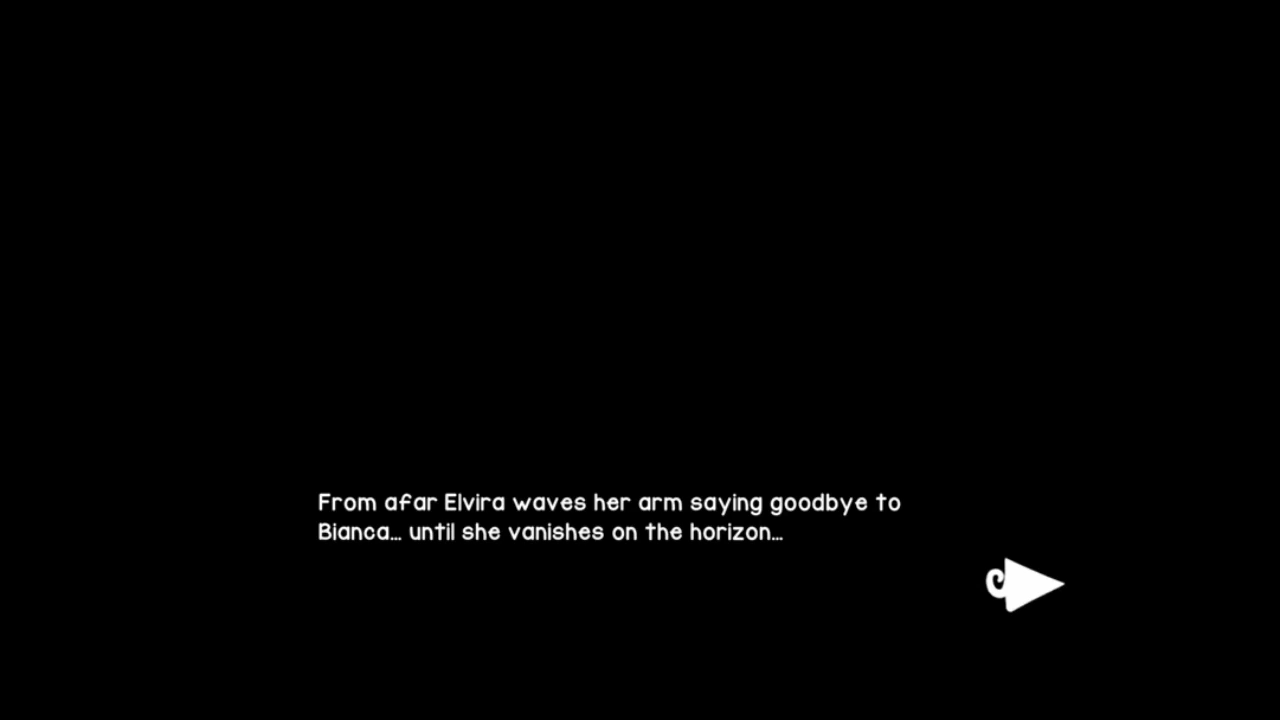 From afar Elvira waves her arm saying goodbye to
Bianca... until she vanishes on the horizon...